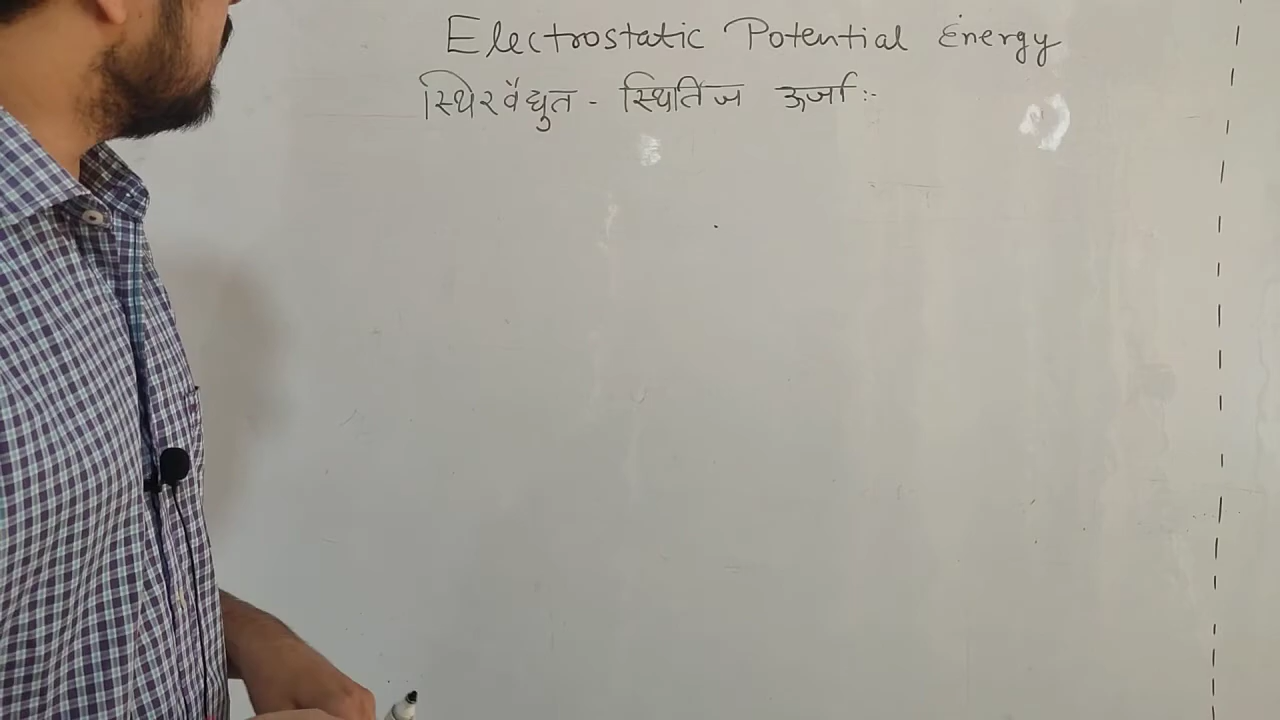 Electrostatic Potential Energy
स्थिरवैद्युत - स्थितिज ऊर्जा :-